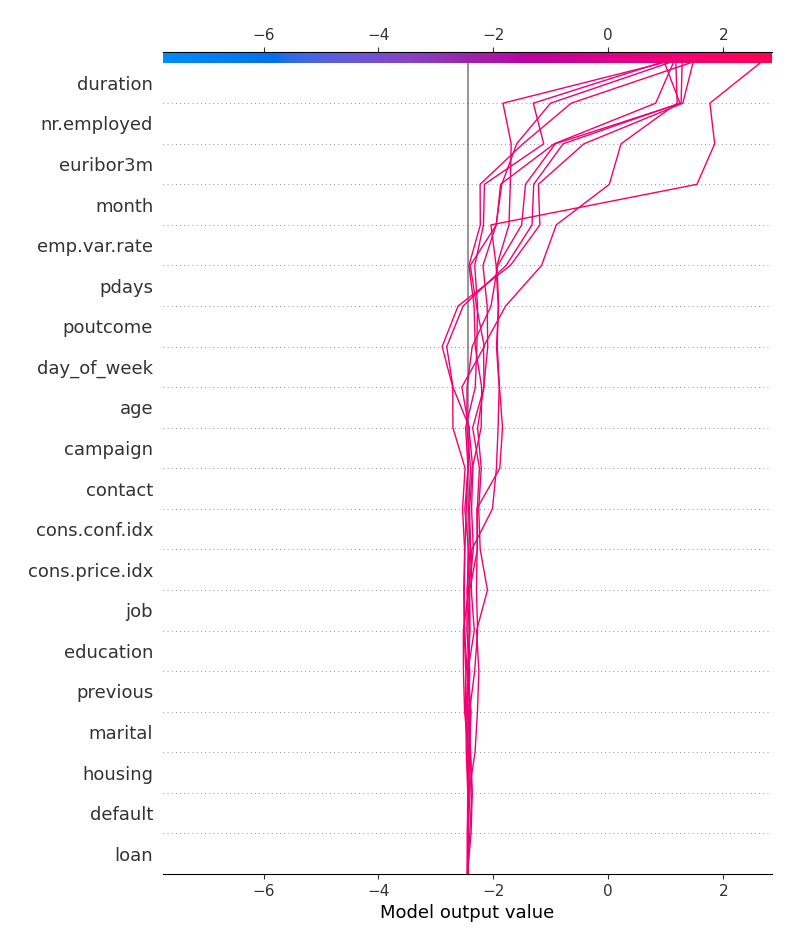 −6 −4 −2 0 2
duration
nr.employed
euribor3m
month
emp.var.rate
pdays
poutcome
day_of_week
age
campaign
contact
cons.conf.idx
cons.price.idx
job
education
previous
marital
housing
default
loan
−6 −4 −2 0 2
Model output value